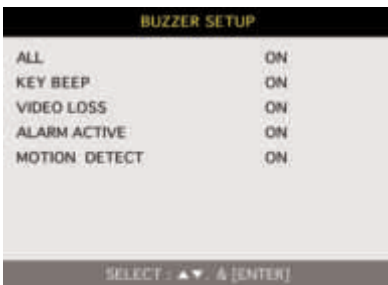 BUZZER SETUP
ALL ON
KEY BEEP ON
VIDEO LOSS ON
ALARM ACTIVE ON
MOTION DETECT ON
SELECT : ▲▼. & [ENTER]